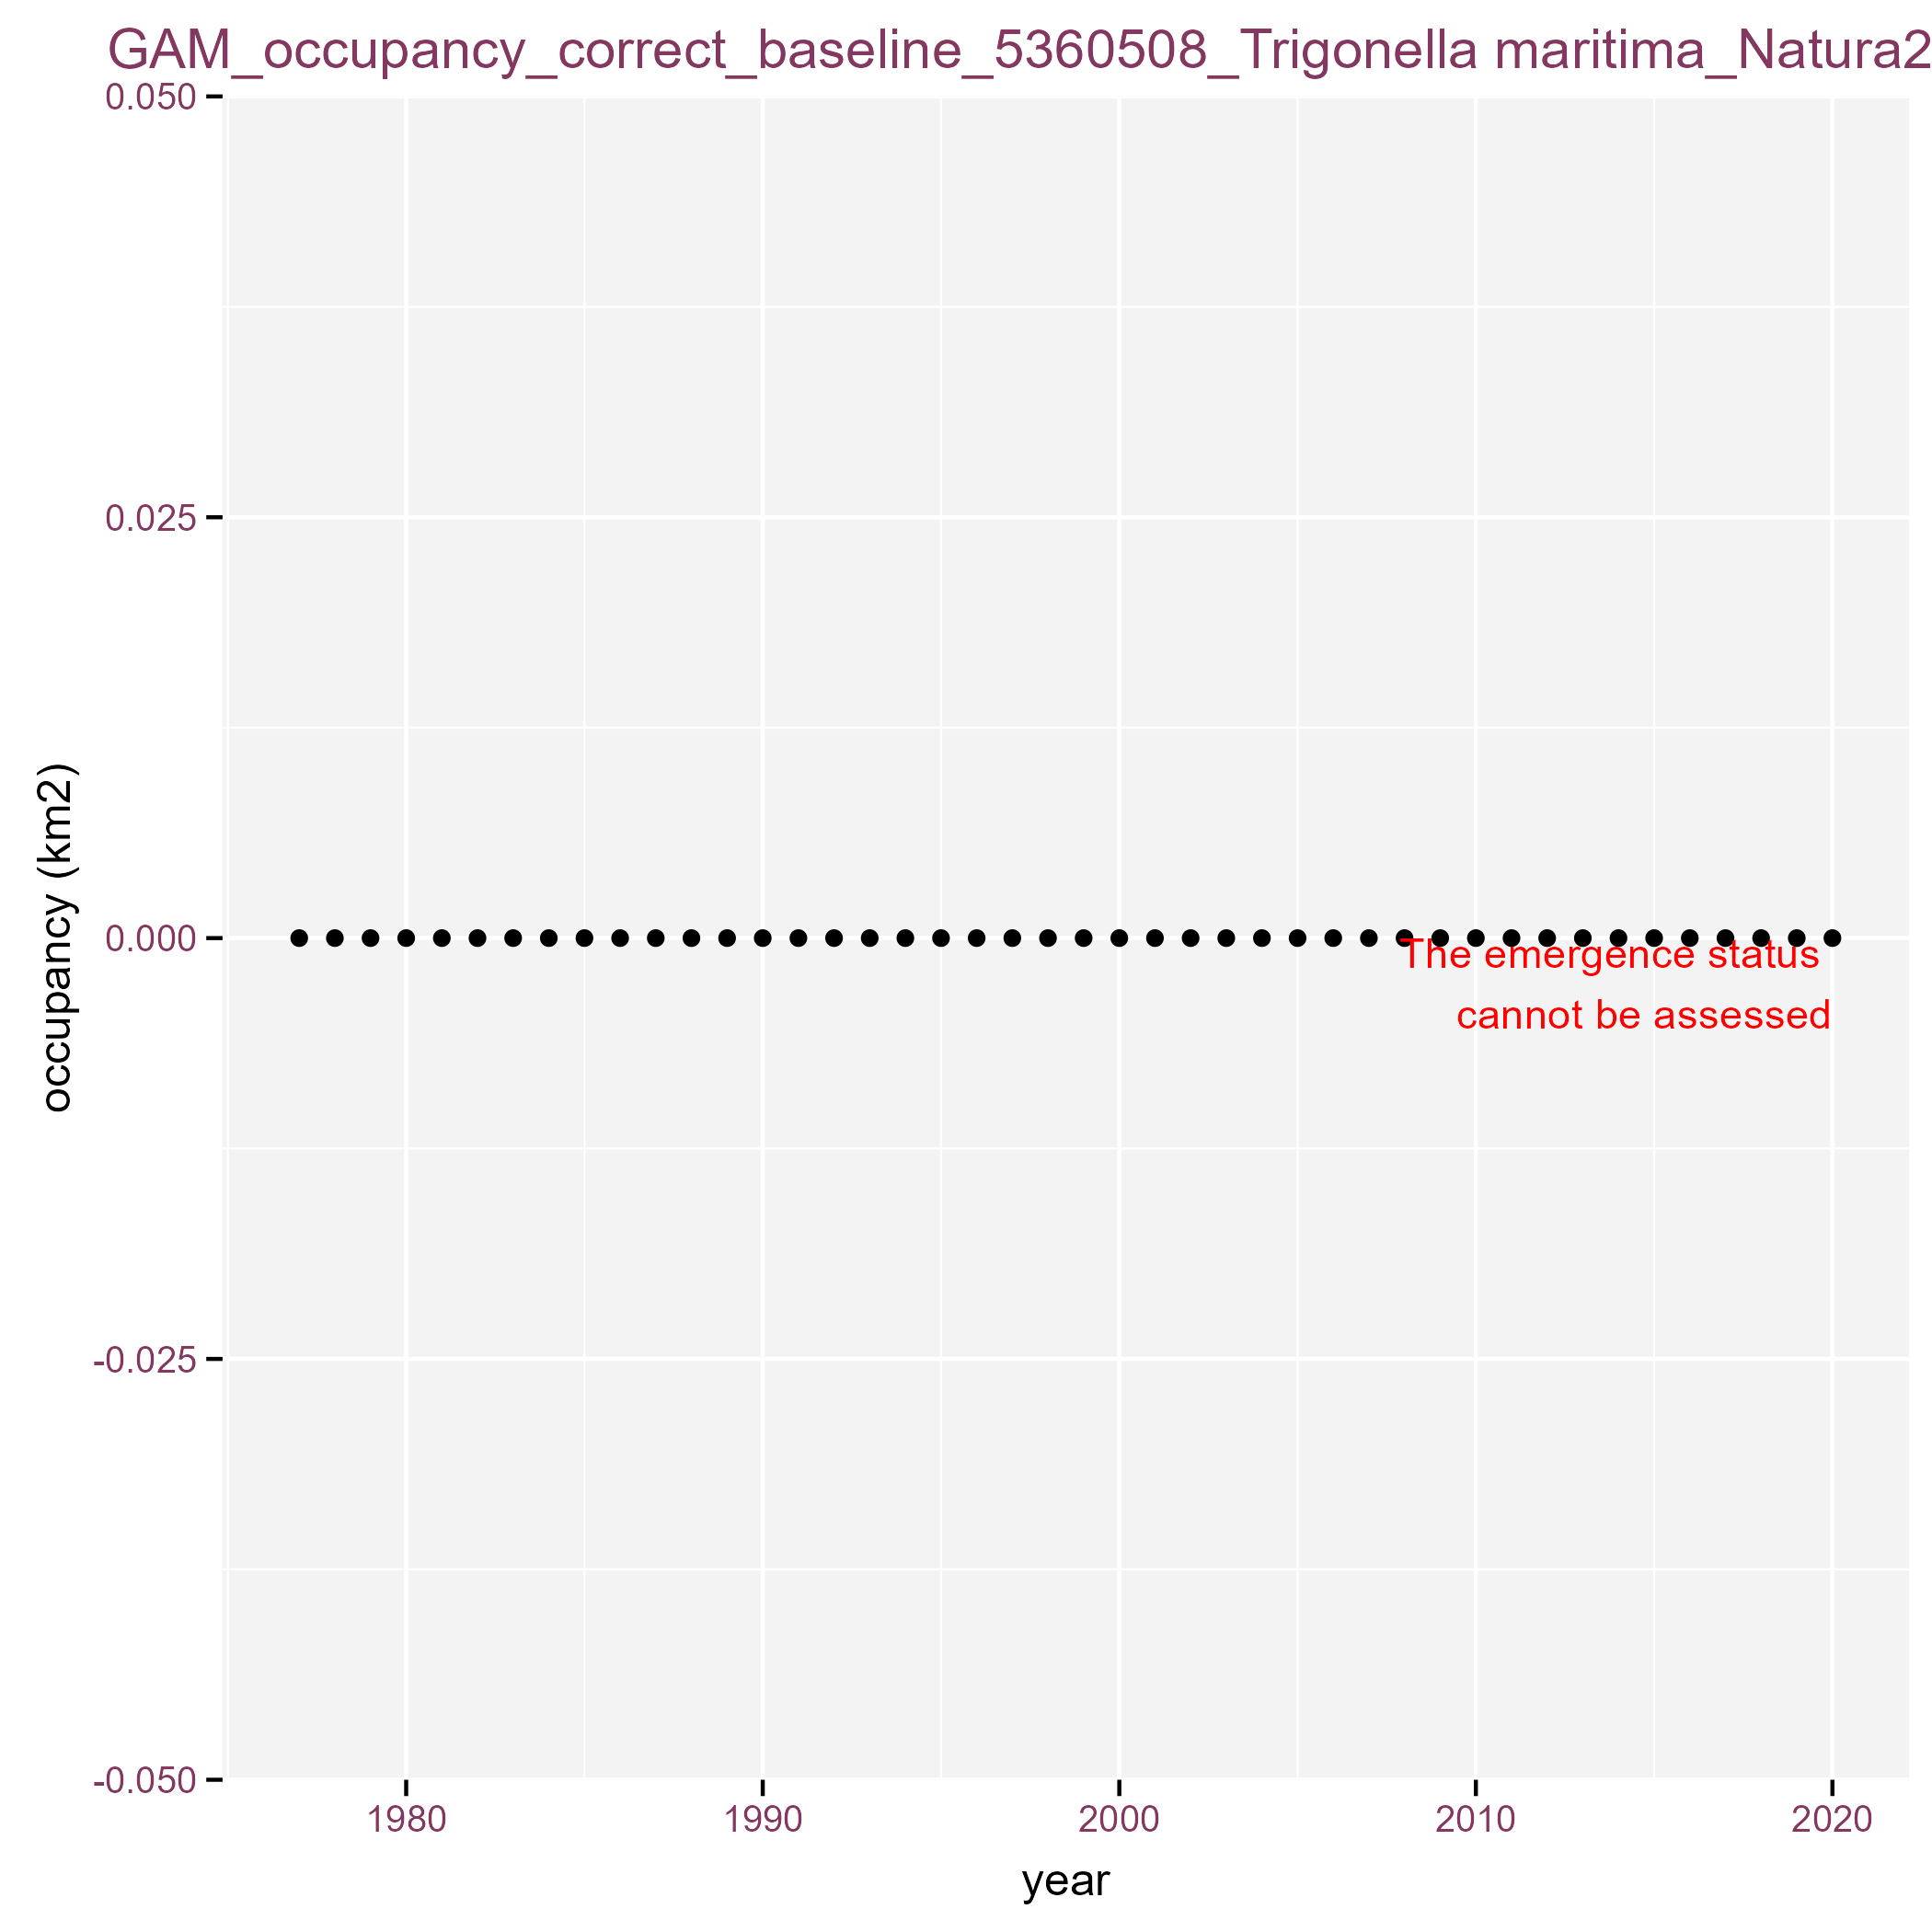 GAM_occupancy_correct_baseline_5360508_Trigonella maritima_Natura2
0.050
0.025
0.000
-0.025
-0.050
occupancy (km2)
The emergence status
cannot be assessed
1980 1990 2000 2010 2020
year